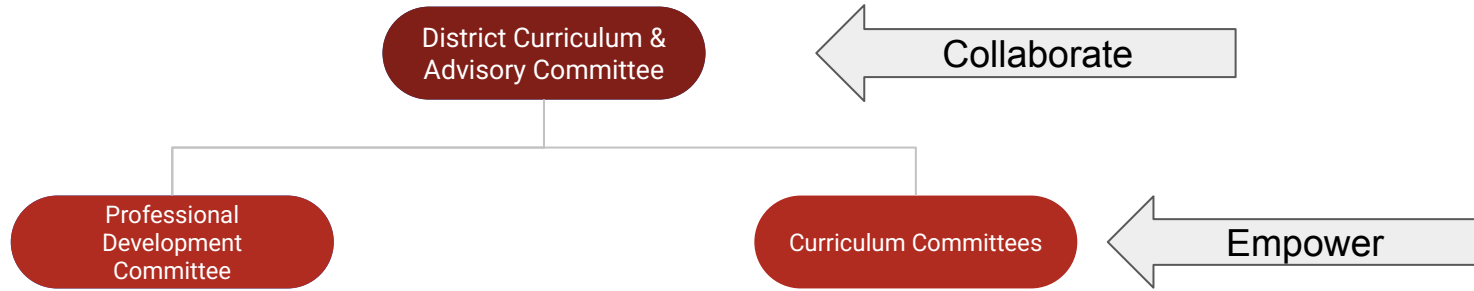 District Curriculum &
Advisory Committee
Collaborate
Professional
Development
Committee
Curriculum Committees
Empower